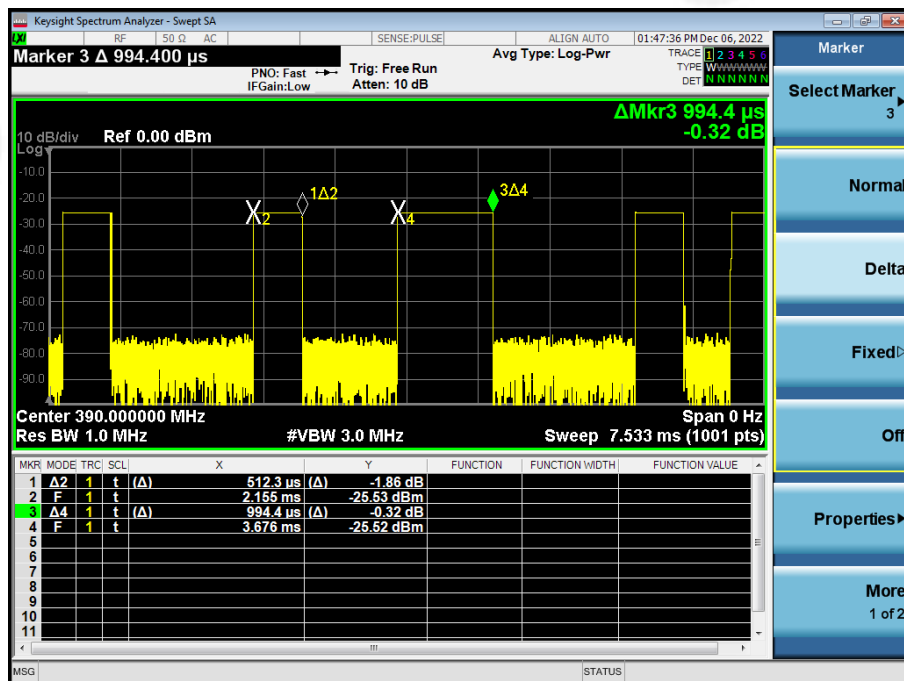 Keysight Spectrum Analyzer - Swept SA
LXI RF 50 Ω AC SENSE:PULSE ALIGN AUTO 01:47:36 PM Dec 06, 2022
Marker 3 Δ 994.400 µs
PNO: Fast
IFGain:Low
Trig: Free Run
Atten: 10 dB
Avg Type: Log-Pwr
TRACE 1 2 3 4 5 6
TYPE WWWWWWW
DET N N N N N N
ΔMkr3 994.4 µs
-0.32 dB
10 dB/div Ref 0.00 dBm
Log
-10.0
-20.0
-30.0
-40.0
-50.0
-60.0
-70.0
-80.0
-90.0
X2 1Δ2 X4 3Δ4
Center 390.000000 MHz Span 0 Hz
Res BW 1.0 MHz #VBW 3.0 MHz Sweep 7.533 ms (1001 pts)
MKR MODE TRC SCL X Y FUNCTION FUNCTION WIDTH FUNCTION VALUE
1 Δ2 1 t (Δ) 512.3 µs (Δ) -1.86 dB
2 F 1 t 2.155 ms -25.53 dBm
3 Δ4 1 t (Δ) 994.4 µs (Δ) -0.32 dB
4 F 1 t 3.676 ms -25.52 dBm
5
6
7
8
9
10
11
MSG STATUS
Marker
Select Marker
3
Normal
Delta
Fixed
Off
Properties
More
1 of 2